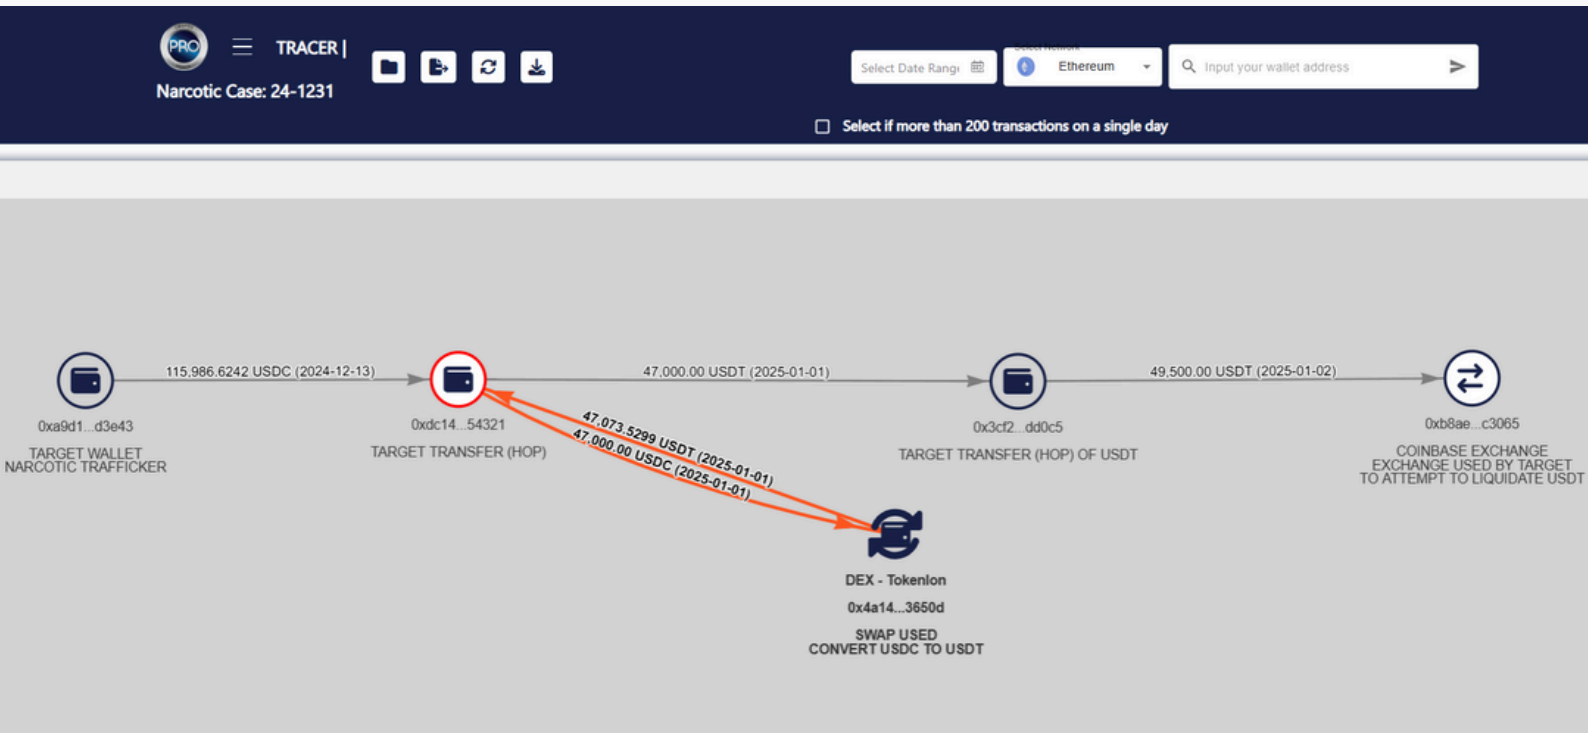 PRO
TRACER |
Narcotic Case: 24-1231
Select Date Rang
Select Network
Ethereum
Input your wallet address
Select if more than 200 transactions on a single day
115,986.6242 USDC (2024-12-13)
47,000.00 USDT (2025-01-01)
49,500.00 USDT (2025-01-02)
47,073.5299 USDT (2025-01-01)
47,000.00 USDC (2025-01-01)
0xa9d1...d3e43
TARGET WALLET
NARCOTIC TRAFFICKER
0xdc14...54321
TARGET TRANSFER (HOP)
0x3cf2...dd0c5
TARGET TRANSFER (HOP) OF USDT
0xb8ae...c3065
COINBASE EXCHANGE
EXCHANGE USED BY TARGET
TO ATTEMPT TO LIQUIDATE USDT
DEX - Tokenlon
0x4a14...3650d
SWAP USED
CONVERT USDC TO USDT